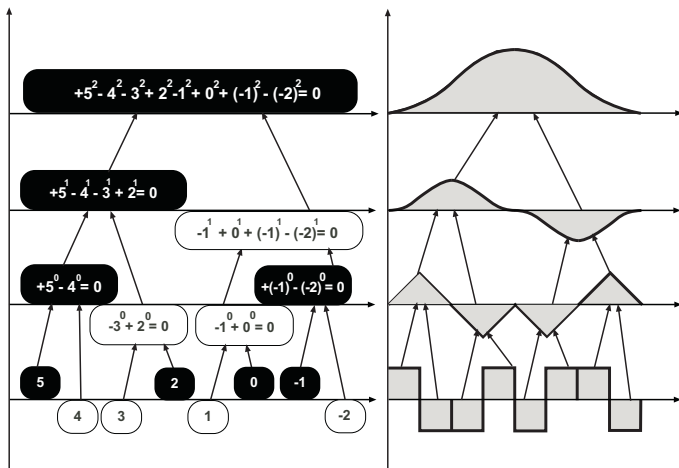 +5² - 4² - 3² + 2² -1² + 0² + (-1)² - (-2)² = 0
+5¹ - 4¹ - 3¹ + 2¹ = 0
-1¹ + 0¹ + (-1)¹ - (-2)¹ = 0
+5⁰ - 4⁰ = 0
+(-1)⁰ - (-2)⁰ = 0
-3⁰ + 2⁰ = 0
-1⁰ + 0⁰ = 0
5
2
0
-1
4
3
1
-2